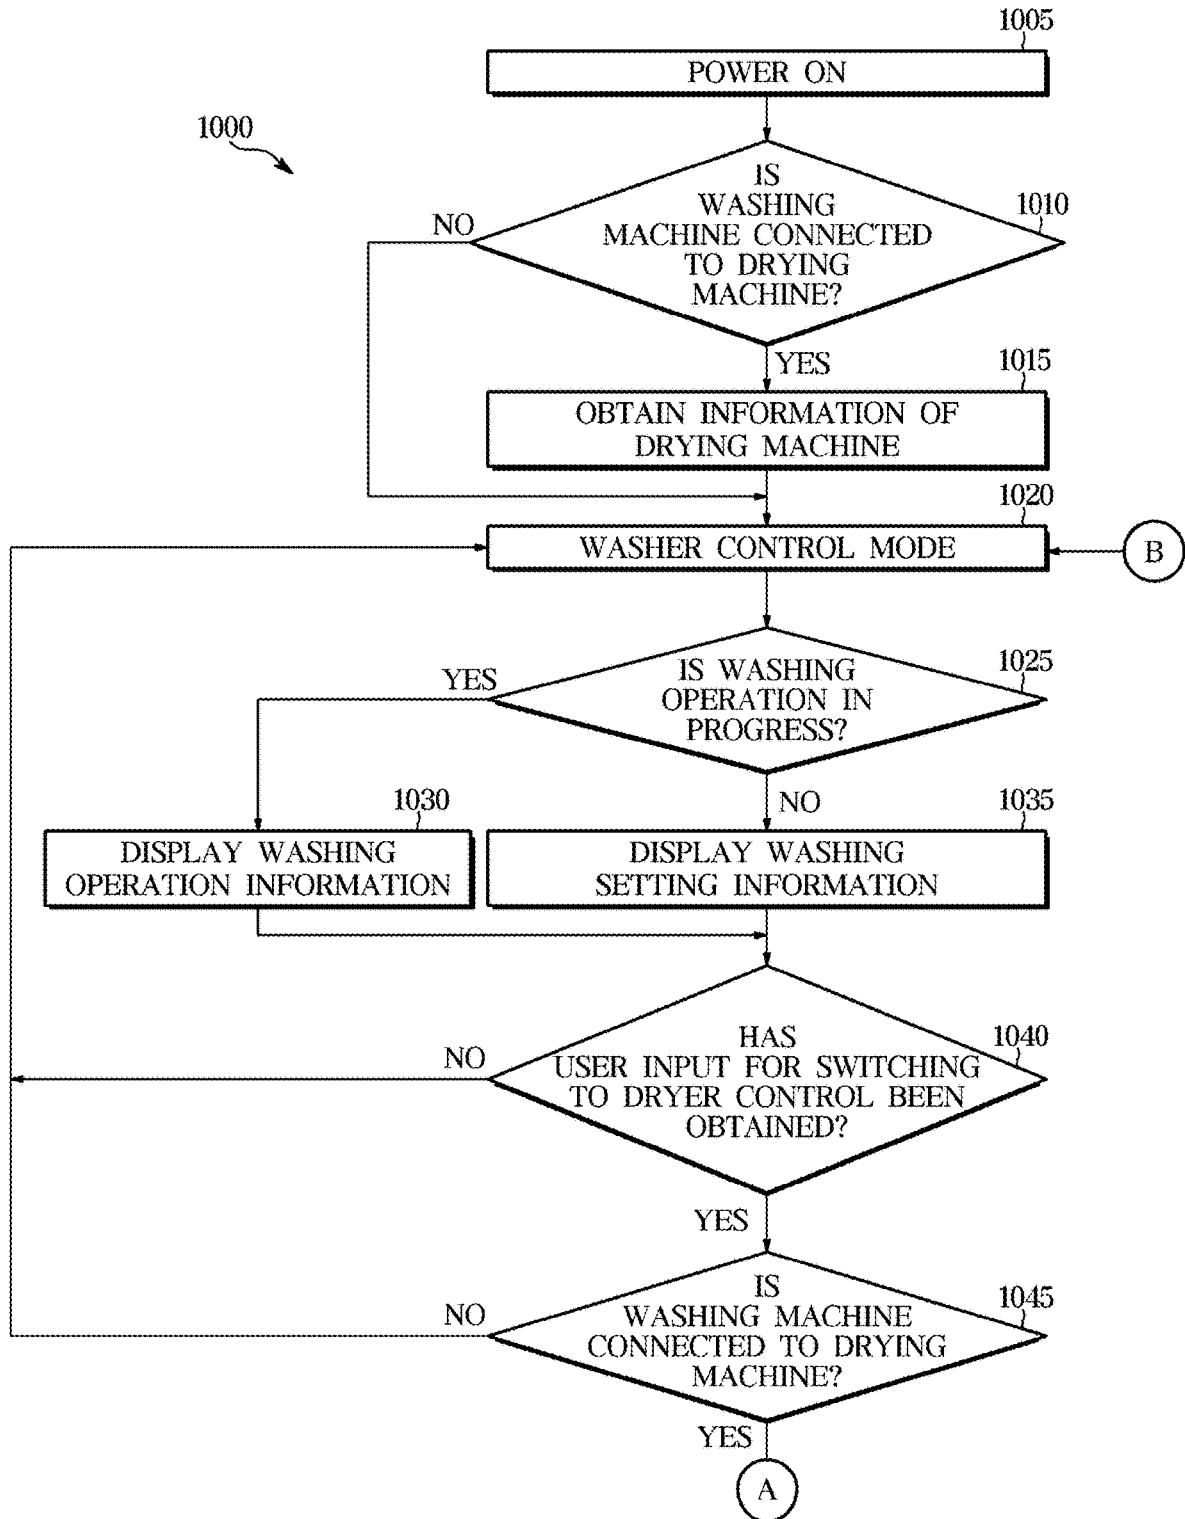 1005
POWER ON
1000
IS
WASHING
MACHINE CONNECTED
TO DRYING
MACHINE?
1010
NO
YES
1015
OBTAIN INFORMATION OF
DRYING MACHINE
1020
WASHER CONTROL MODE
B
IS WASHING
OPERATION IN
PROGRESS?
1025
YES
NO
1030
DISPLAY WASHING
OPERATION INFORMATION
1035
DISPLAY WASHING
SETTING INFORMATION
HAS
USER INPUT FOR SWITCHING
TO DRYER CONTROL BEEN
OBTAINED?
1040
NO
YES
IS
WASHING MACHINE
CONNECTED TO DRYING
MACHINE?
1045
NO
YES
A